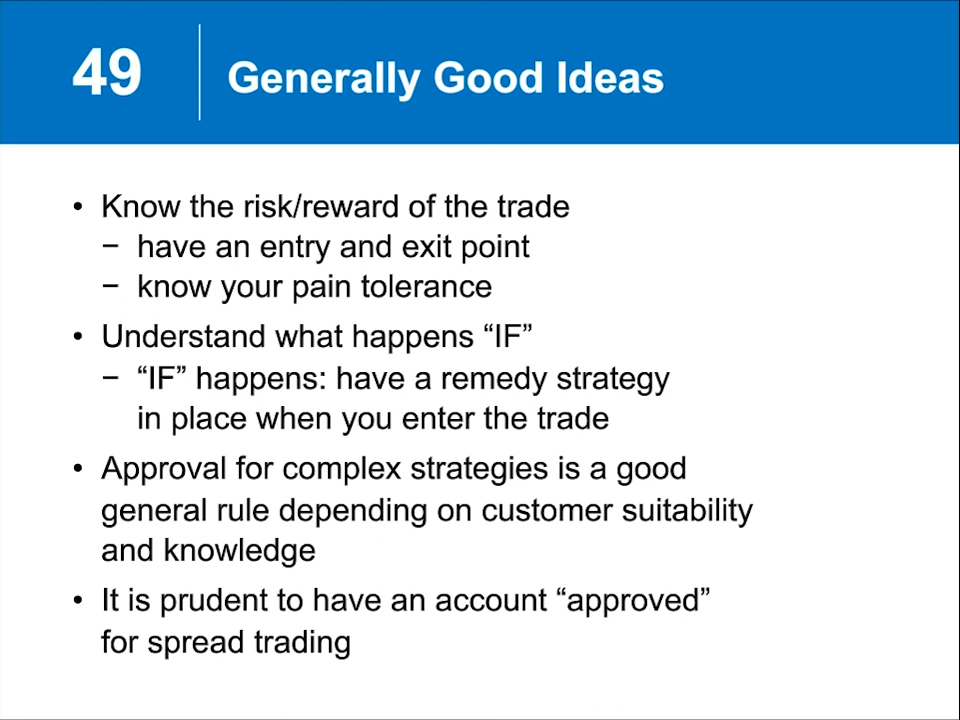 49
Generally Good Ideas
• Know the risk/reward of the trade
− have an entry and exit point
− know your pain tolerance
• Understand what happens “IF”
− “IF” happens: have a remedy strategy
in place when you enter the trade
• Approval for complex strategies is a good
general rule depending on customer suitability
and knowledge
• It is prudent to have an account “approved”
for spread trading